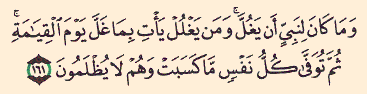 وَمَا كَانَ لِنَبِيٍّ أَن يَغُلَّ ۚ وَمَن يَغْلُلْ يَأْتِ بِمَا غَلَّ يَوْمَ الْقِيَامَةِ ۚ
ثُمَّ تُوَفَّىٰ كُلُّ نَفْسٍ مَّا كَسَبَتْ وَهُمْ لَا يُظْلَمُونَ ١٦١